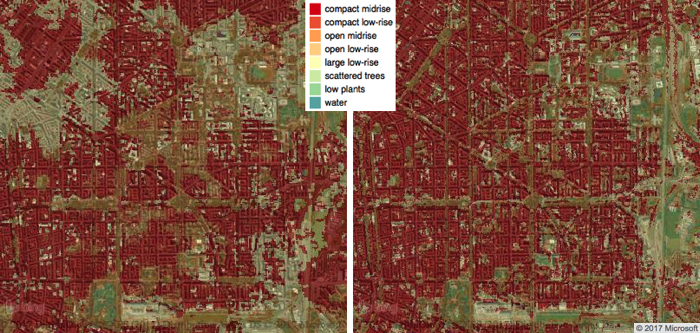 compact midrise
compact low-rise
open midrise
open low-rise
large low-rise
scattered trees
low plants
water
© 2017 Microsoft